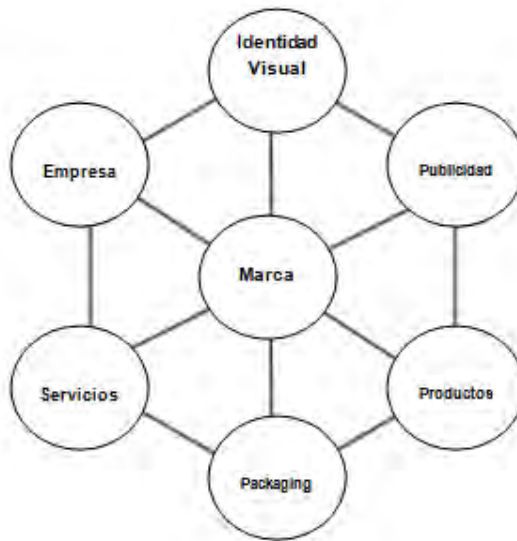 Identidad
Visual
Empresa
Publicidad
Marca
Servicios
Productos
Packaging